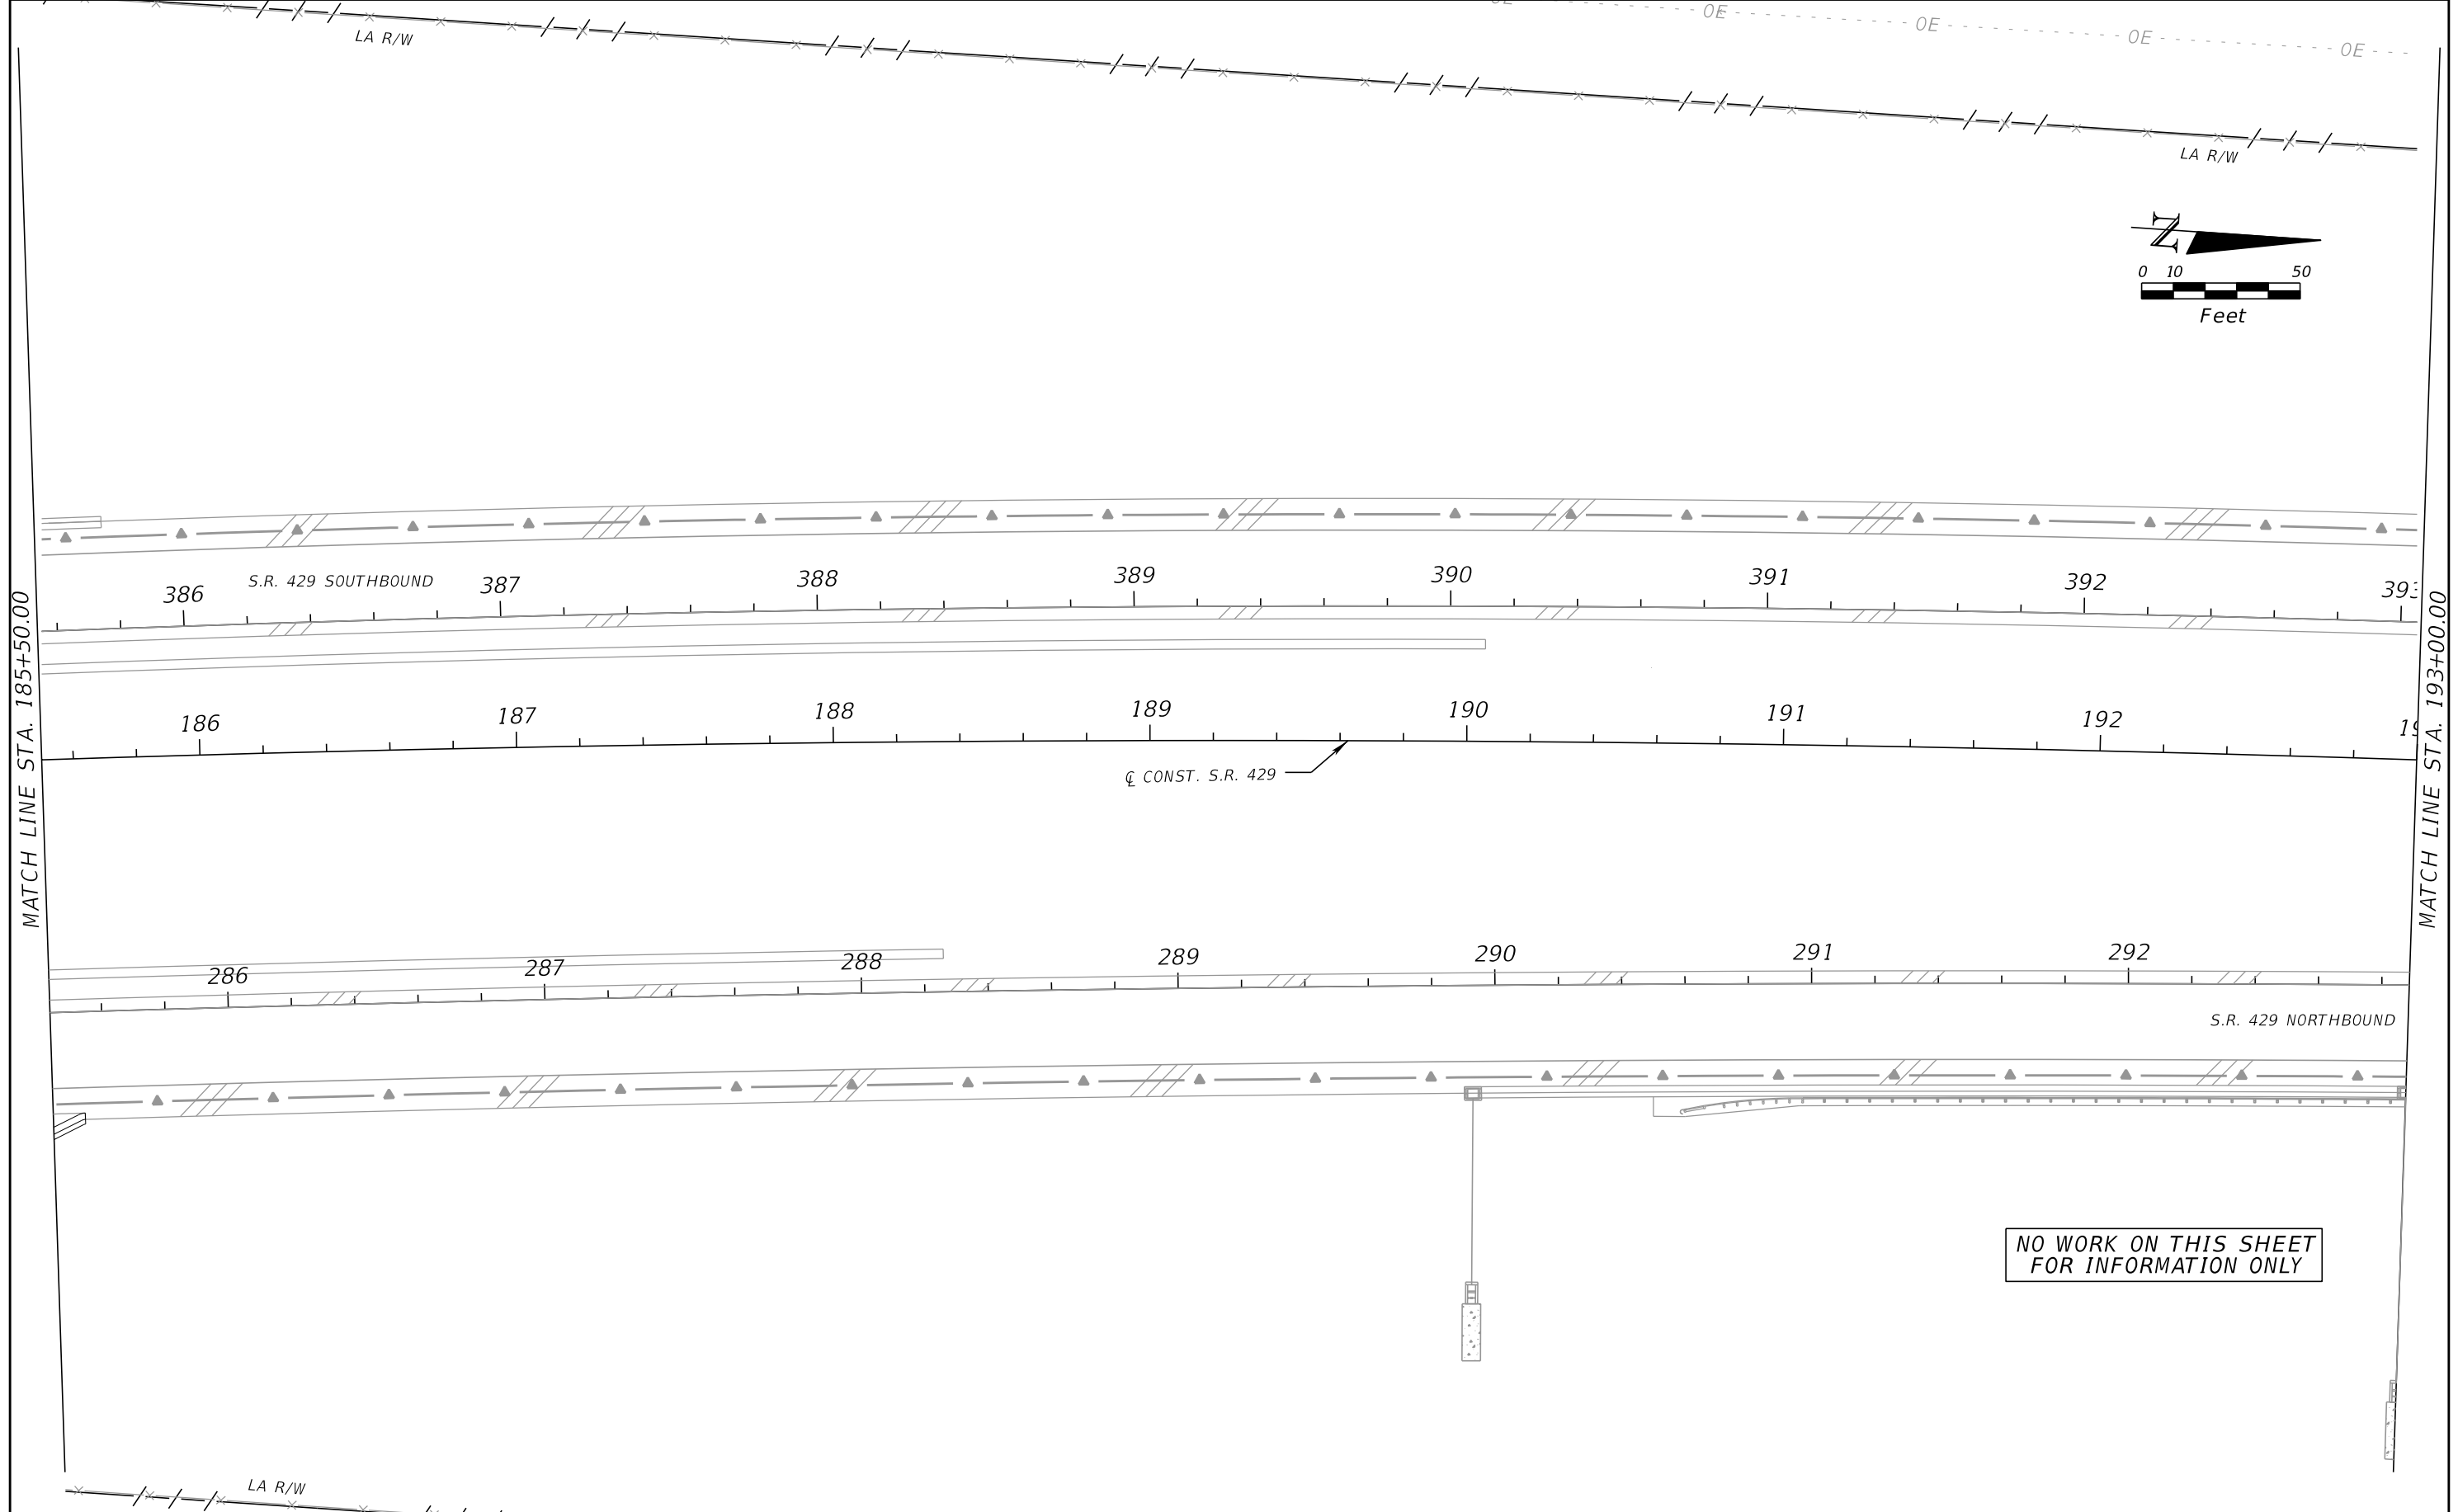 OE OE OE OE OE
LA R/W
LA R/W
N
0 10 50
Feet
S.R. 429 SOUTHBOUND
386 387 388 389 390 391 392 393
MATCH LINE STA. 185+50.00
MATCH LINE STA. 193+00.00
186 187 188 189 190 191 192
℄ CONST. S.R. 429
286 287 288 289 290 291 292
S.R. 429 NORTHBOUND
NO WORK ON THIS SHEET
FOR INFORMATION ONLY
LA R/W